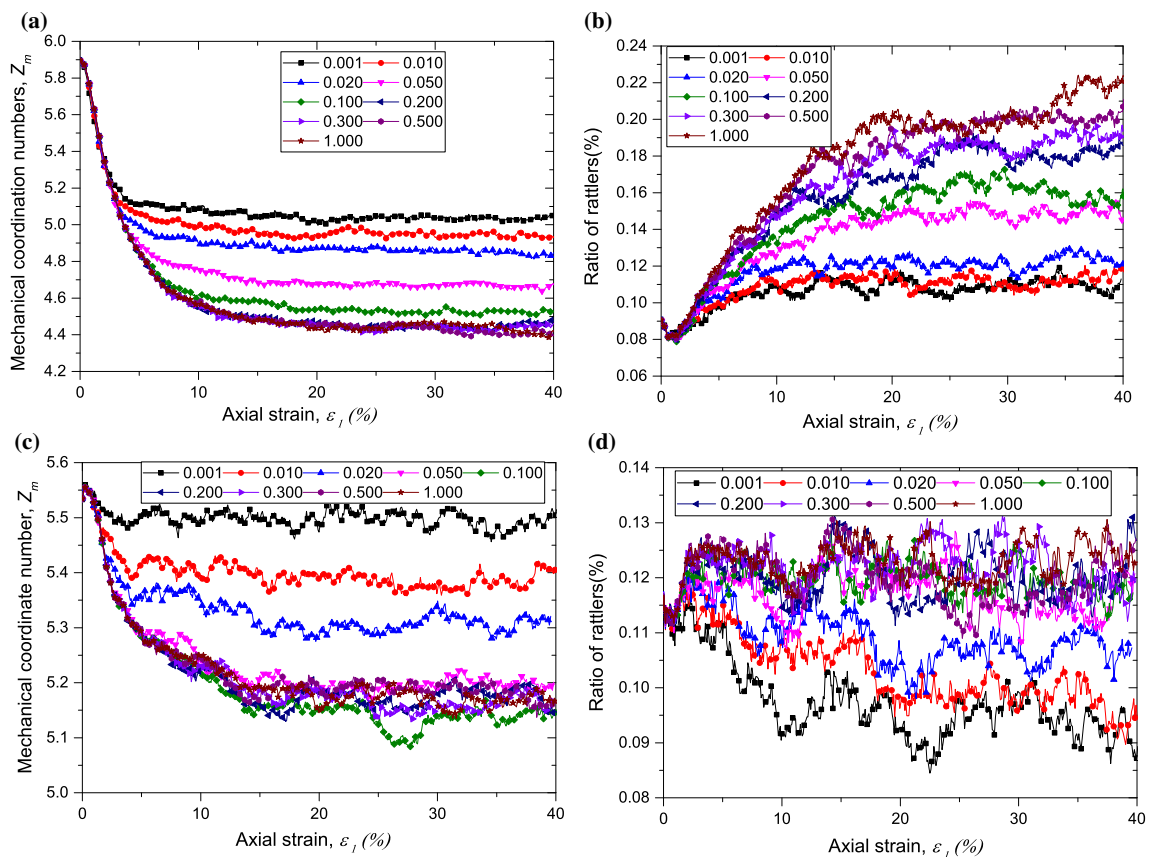 (a)
6.0
5.8
5.6
5.4
5.2
5.0
4.8
4.6
4.4
4.2
Mechanical coordination numbers, Zm
0.001 0.010
0.020 0.050
0.100 0.200
0.300 0.500
1.000
0 10 20 30 40
Axial strain, ε1 (%)
(b)
0.24
0.22
0.20
0.18
0.16
0.14
0.12
0.10
0.08
0.06
Ratio of rattlers(%)
0.001 0.010
0.020 0.050
0.100 0.200
0.300 0.500
1.000
0 10 20 30 40
Axial strain, ε1 (%)
(c)
5.6
5.5
5.4
5.3
5.2
5.1
5.0
Mechanical coordinate number, Zm
0.001 0.010 0.020 0.050 0.100
0.200 0.300 0.500 1.000
0 10 20 30 40
Axial strain, ε1 (%)
(d)
0.14
0.13
0.12
0.11
0.10
0.09
0.08
Ratio of rattlers(%)
0.001 0.010 0.020 0.050 0.100
0.200 0.300 0.500 1.000
0 10 20 30 40
Axial strain, ε1 (%)